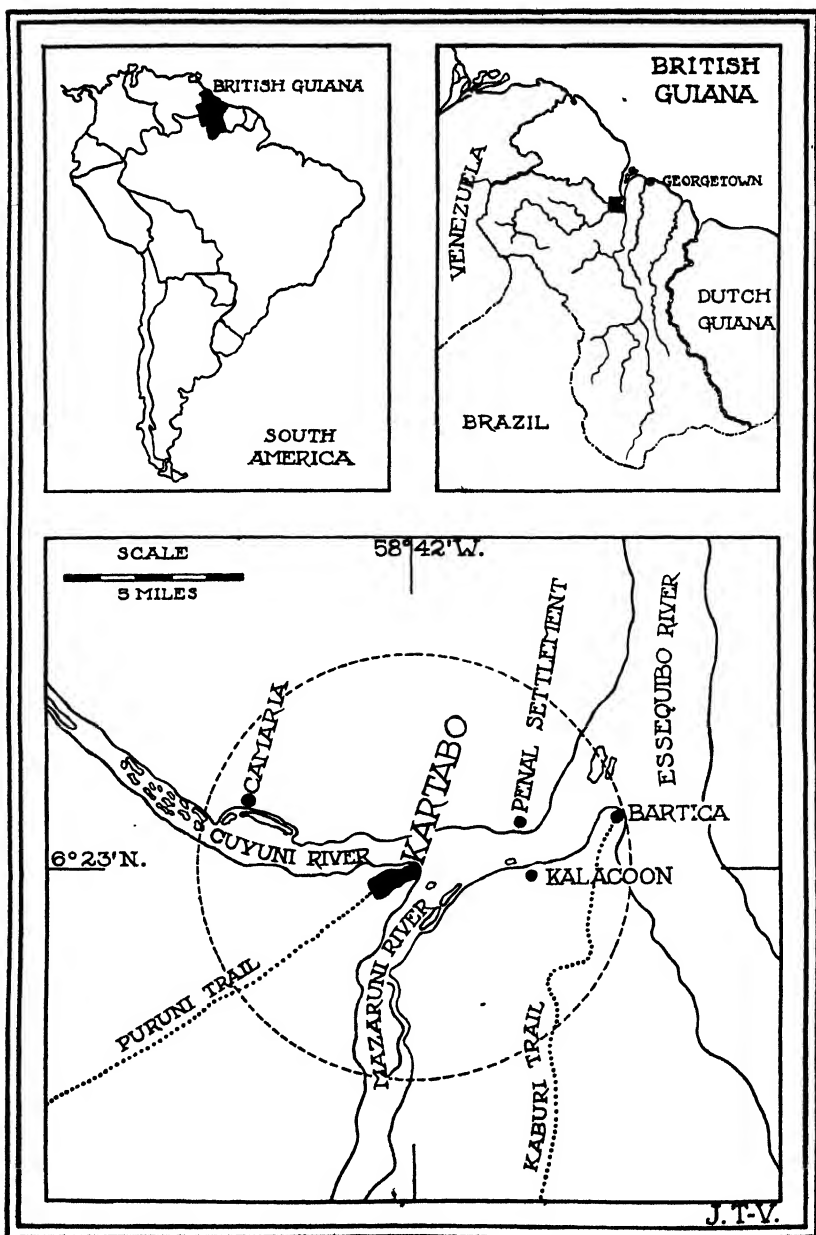 BRITISH GUIANA
SOUTH
AMERICA
BRITISH
GUIANA
VENEZUELA
GEORGETOWN
DUTCH
GUIANA
BRAZIL
SCALE
5 MILES
58°42'W.
6°23'N.
CAMARIA
CUYUNI RIVER
KARTABO
PENAL SETTLEMENT
ESSEQUIBO RIVER
BARTICA
KALACOON
MAZARUNI RIVER
PURUNI TRAIL
KABURI TRAIL
J. T-V.